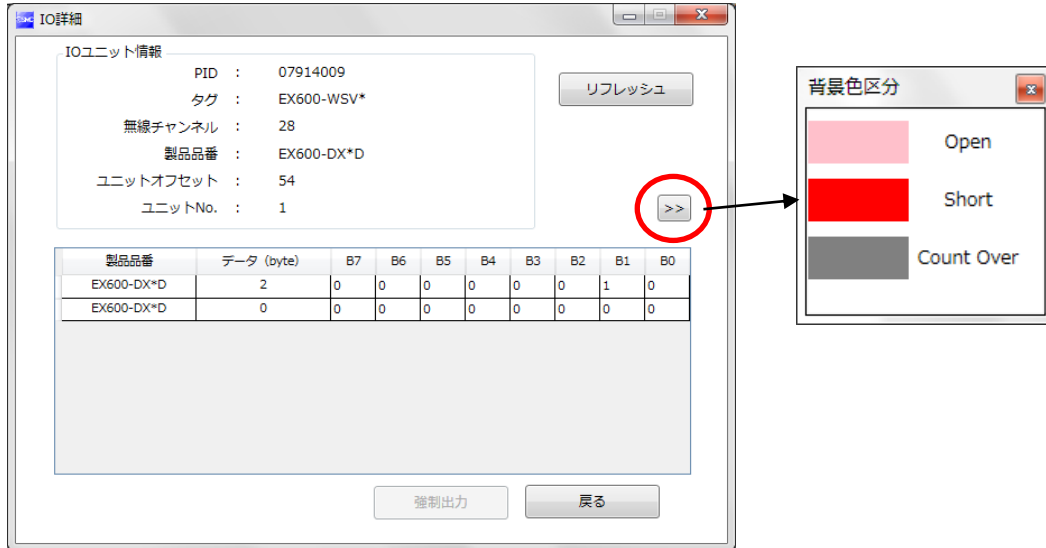 IO詳細
IOユニット情報
PID : 07914009
タグ : EX600-WSV*
無線チャンネル : 28
製品品番 : EX600-DX*D
ユニットオフセット : 54
ユニットNo. : 1
リフレッシュ
>>
製品品番 データ (byte) B7 B6 B5 B4 B3 B2 B1 B0
EX600-DX*D 2 0 0 0 0 0 0 1 0
EX600-DX*D 0 0 0 0 0 0 0 0 0
強制出力 戻る
背景色区分
Open
Short
Count Over